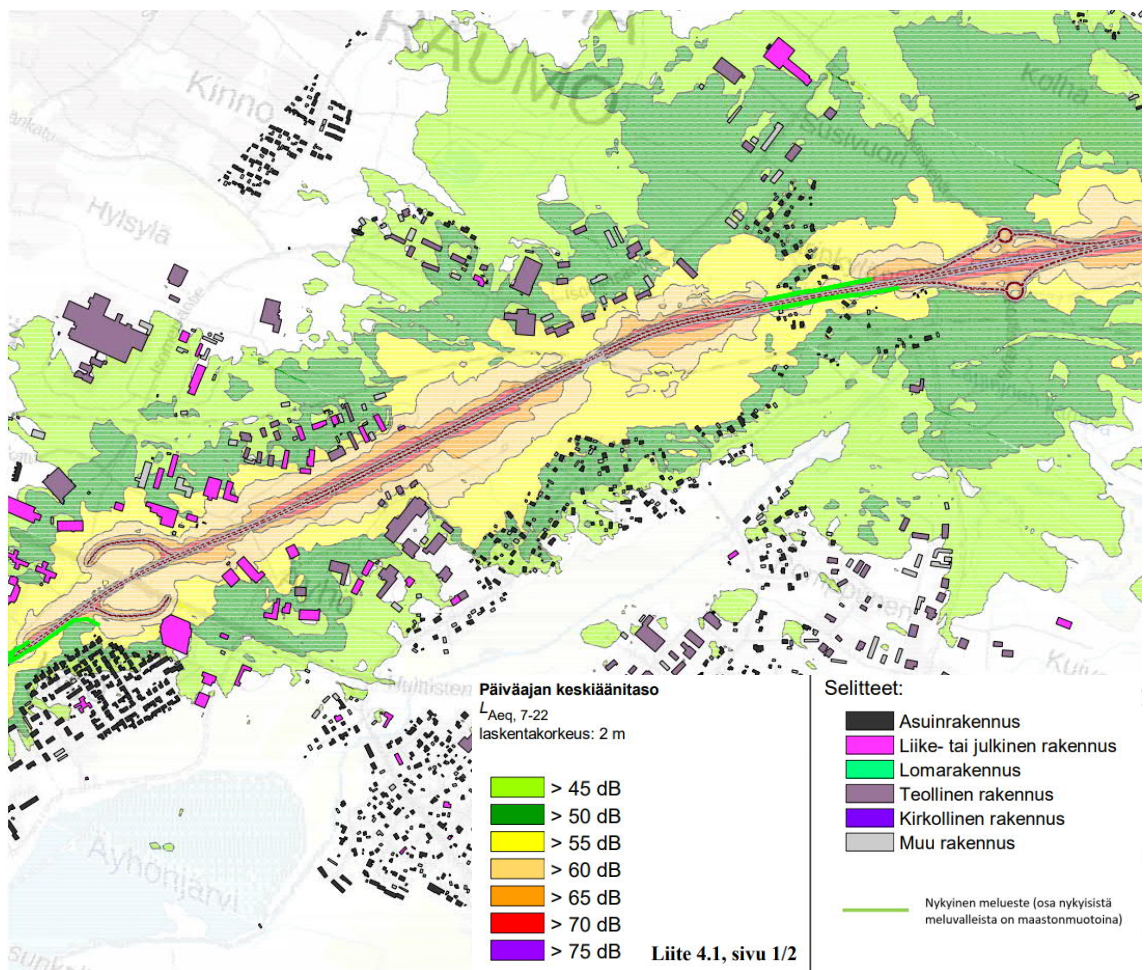 RAUMO
Kinno
Kolha
Susivuori
Hylsylä
Äyhö
Äyhönjärvi
Päiväajan keskiäänitaso
LAeq, 7-22
laskentakorkeus: 2 m
> 45 dB
> 50 dB
> 55 dB
> 60 dB
> 65 dB
> 70 dB
> 75 dB
Liite 4.1, sivu 1/2
Selitteet:
Asuinrakennus
Liike- tai julkinen rakennus
Lomarakennus
Teollinen rakennus
Kirkollinen rakennus
Muu rakennus
Nykyinen melueste (osa nykyisistä
meluvalleista on maastonmuotoina)